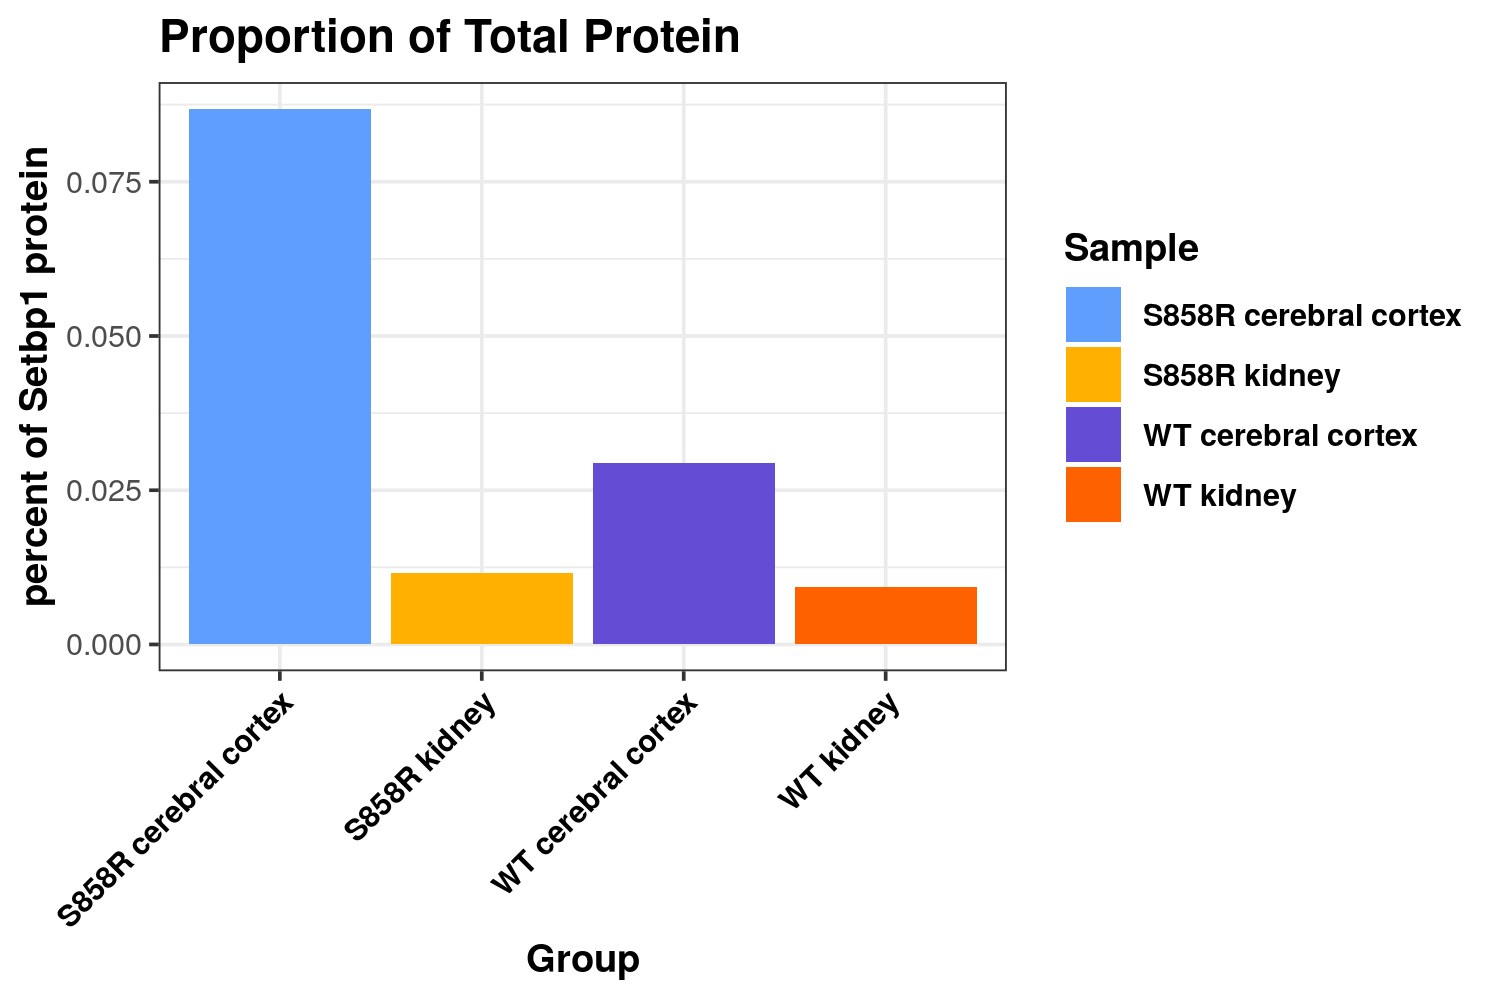 Proportion of Total Protein
percent of Setbp1 protein
0.075
0.050
0.025
0.000
S858R cerebral cortex
S858R kidney
WT cerebral cortex
WT kidney
Group
Sample
S858R cerebral cortex
S858R kidney
WT cerebral cortex
WT kidney